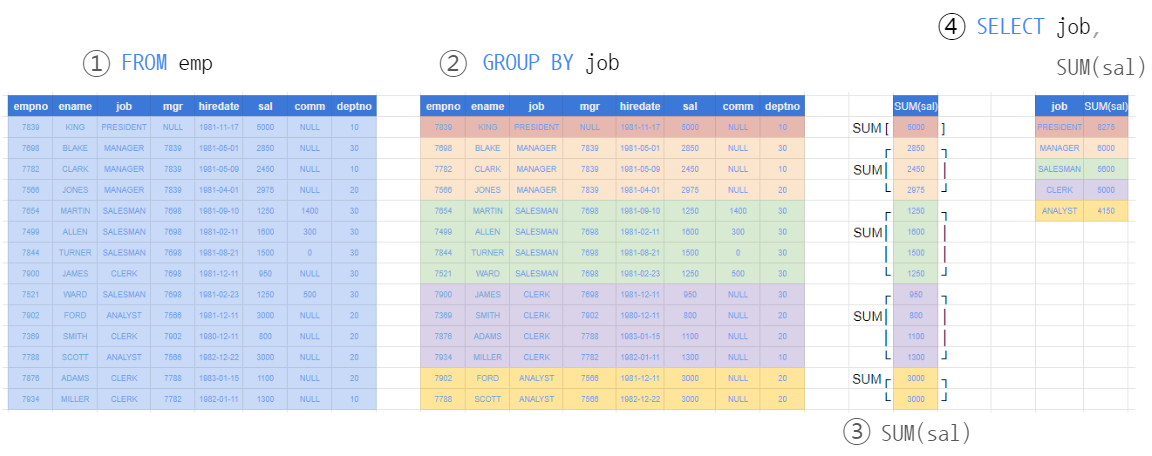 ④ SELECT job,
SUM(sal)
① FROM emp
② GROUP BY job
empno ename job mgr hiredate sal comm deptno
7839 KING PRESIDENT NULL 1981-11-17 5000 NULL 10
7698 BLAKE MANAGER 7839 1981-05-01 2850 NULL 30
7782 CLARK MANAGER 7839 1981-05-09 2450 NULL 10
7566 JONES MANAGER 7839 1981-04-01 2975 NULL 20
7654 MARTIN SALESMAN 7698 1981-09-10 1250 1400 30
7499 ALLEN SALESMAN 7698 1981-02-11 1600 300 30
7844 TURNER SALESMAN 7698 1981-08-21 1500 0 30
7900 JAMES CLERK 7698 1981-12-11 950 NULL 30
7521 WARD SALESMAN 7698 1981-02-23 1250 500 30
7902 FORD ANALYST 7566 1981-12-11 3000 NULL 20
7369 SMITH CLERK 7902 1980-12-11 800 NULL 20
7788 SCOTT ANALYST 7566 1982-12-22 3000 NULL 20
7876 ADAMS CLERK 7788 1983-01-15 1100 NULL 20
7934 MILLER CLERK 7782 1982-01-11 1300 NULL 10
empno ename job mgr hiredate sal comm deptno
7839 KING PRESIDENT NULL 1981-11-17 5000 NULL 10
7698 BLAKE MANAGER 7839 1981-05-01 2850 NULL 30
7782 CLARK MANAGER 7839 1981-05-09 2450 NULL 10
7566 JONES MANAGER 7839 1981-04-01 2975 NULL 20
7654 MARTIN SALESMAN 7698 1981-09-10 1250 1400 30
7499 ALLEN SALESMAN 7698 1981-02-11 1600 300 30
7844 TURNER SALESMAN 7698 1981-08-21 1500 0 30
7521 WARD SALESMAN 7698 1981-02-23 1250 500 30
7900 JAMES CLERK 7698 1981-12-11 950 NULL 30
7369 SMITH CLERK 7902 1980-12-11 800 NULL 20
7876 ADAMS CLERK 7788 1983-01-15 1100 NULL 20
7934 MILLER CLERK 7782 1982-01-11 1300 NULL 10
7902 FORD ANALYST 7566 1981-12-11 3000 NULL 20
7788 SCOTT ANALYST 7566 1982-12-22 3000 NULL 20
SUM(sal)
SUM [ 5000 ]
2850
SUM 2450
2975
1250
SUM 1600
1500
1250
950
SUM 800
1100
1300
SUM 3000
3000
③ SUM(sal)
job SUM(sal)
PRESIDENT 8275
MANAGER 6000
SALESMAN 5600
CLERK 5000
ANALYST 4150